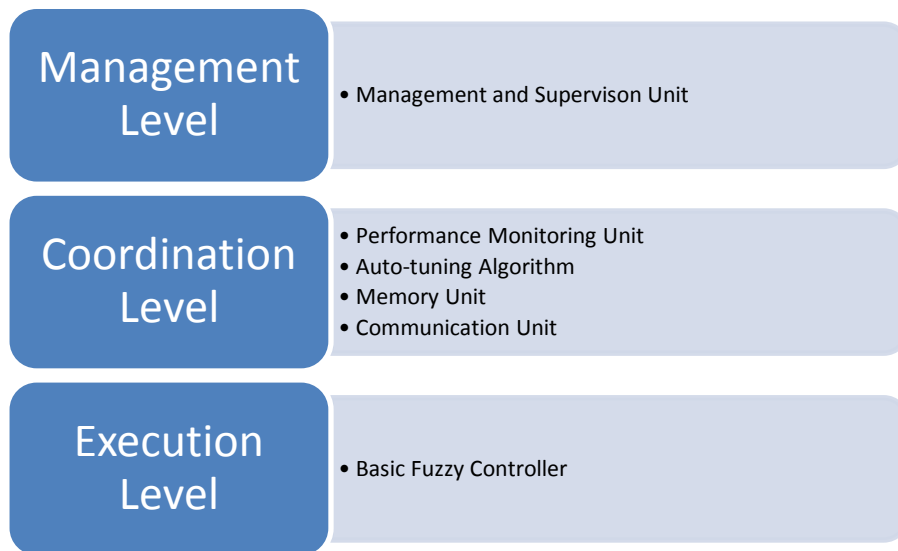 Management
Level
• Management and Supervison Unit
Coordination
Level
• Performance Monitoring Unit
• Auto-tuning Algorithm
• Memory Unit
• Communication Unit
Execution
Level
• Basic Fuzzy Controller